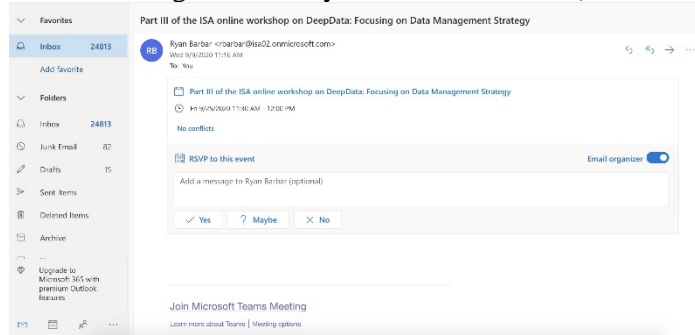 Favorites
Inbox 24813
Add favorite
Folders
Inbox 24813
Junk Email 82
Drafts 15
Sent Items
Deleted Items
Archive
Upgrade to
Microsoft 365 with
premium Outlook
features
Part III of the ISA online workshop on DeepData: Focusing on Data Management Strategy
RB
Ryan Barbar <rbarbar@isa02.onmicrosoft.com>
Wed 9/9/2020 11:16 AM
To: You
Part III of the ISA online workshop on DeepData: Focusing on Data Management Strategy
Fri 9/25/2020 11:30 AM - 12:00 PM
No conflicts
RSVP to this event
Email organizer
Add a message to Ryan Barbar (optional)
Yes ? Maybe No
Join Microsoft Teams Meeting
Learn more about Teams | Meeting options